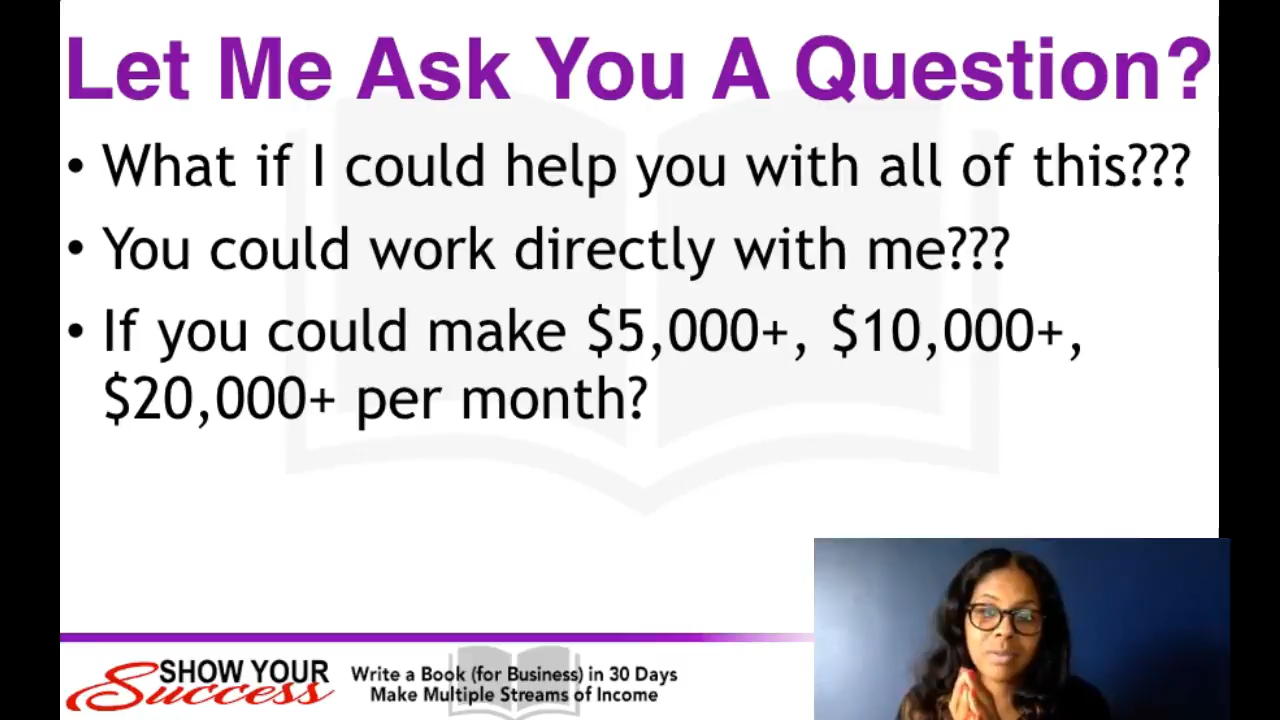 Let Me Ask You A Question?
• What if I could help you with all of this???
• You could work directly with me???
• If you could make $5,000+, $10,000+,
$20,000+ per month?
SHOW YOUR
Success
Write a Book (for Business) in 30 Days
Make Multiple Streams of Income